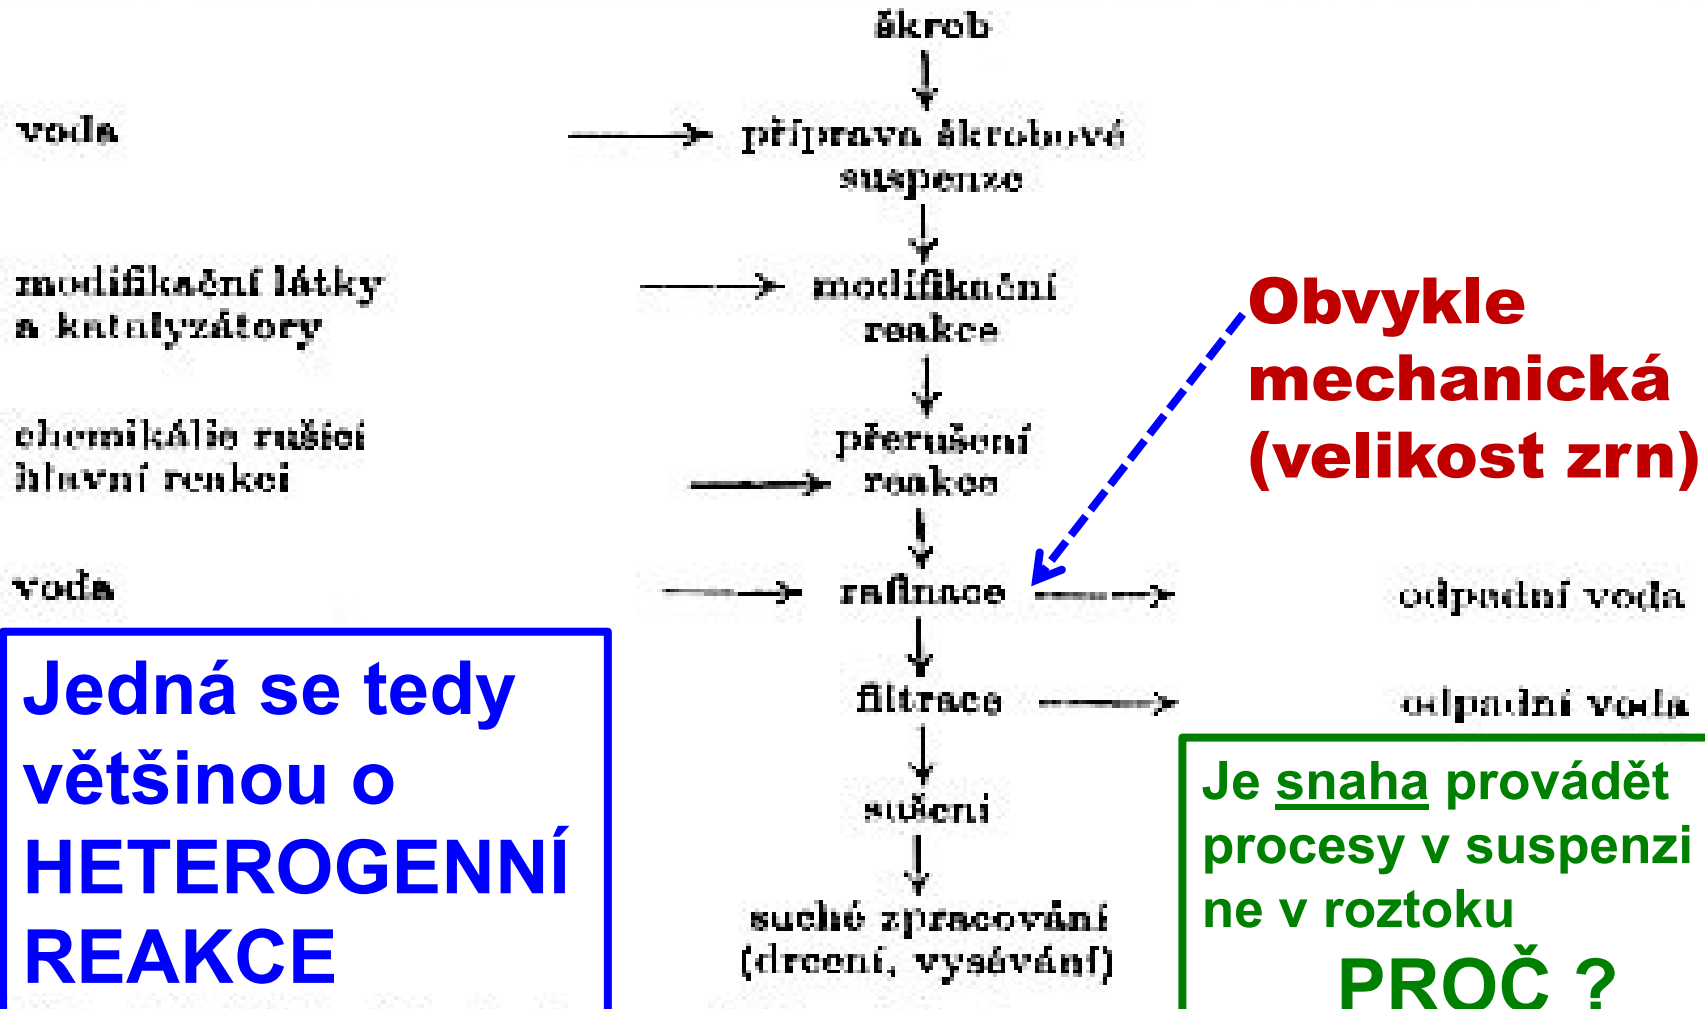 škrob
voda
příprava škrobové
suspenze
modifikační látky
a katalyzátory
modifikační
reakce
Obvykle
mechanická
(velikost zrn)
chemikálie rušící
hlavní reakci
přerušení
reakce
voda
rafinace
odpadní voda
filtrace
odpadní voda
Jedná se tedy
většinou o
HETEROGENNÍ
REAKCE
sušení
suché zpracování
(drcení, vysávání)
Je snaha provádět
procesy v suspenzi
ne v roztoku
PROČ ?